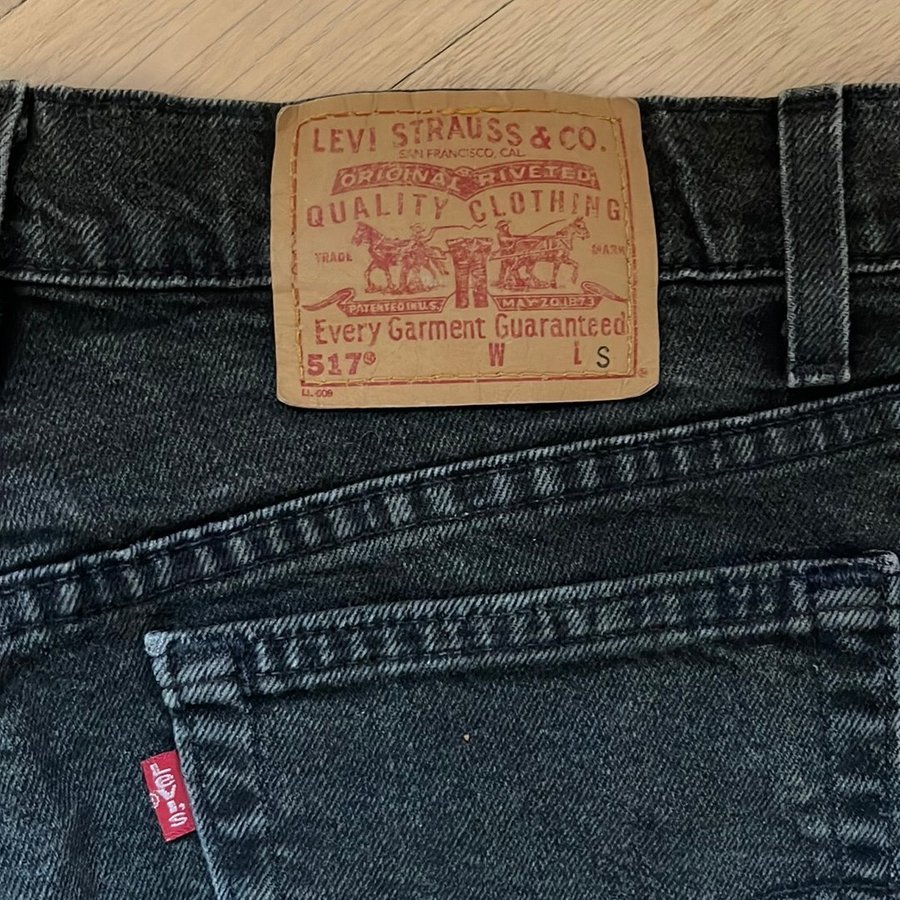 LEVI STRAUSS & CO.
SAN FRANCISCO, CAL.
ORIGINAL RIVETED
QUALITY CLOTHING
TRADE MARK
PATENTED IN U.S. MAY 20 1873
Every Garment Guaranteed
517® W L S
®
LEVI'S
®